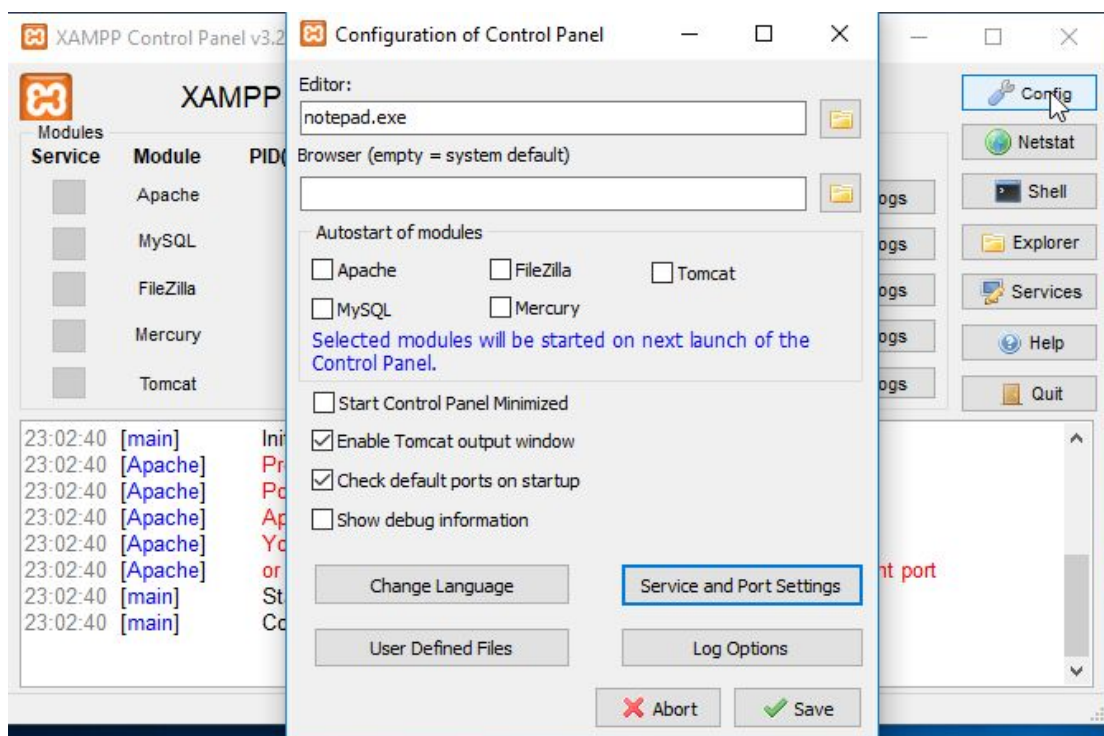 XAMPP Control Panel v3.2
XAMPP
Modules
Service Module PID(
Apache
MySQL
FileZilla
Mercury
Tomcat
23:02:40 [main]
23:02:40 [Apache]
23:02:40 [Apache]
23:02:40 [Apache]
23:02:40 [Apache]
23:02:40 [Apache] or
23:02:40 [main]
23:02:40 [main]
Configuration of Control Panel
Editor:
notepad.exe
Browser (empty = system default)
Autostart of modules
Apache FileZilla Tomcat
MySQL Mercury
Selected modules will be started on next launch of the
Control Panel.
Start Control Panel Minimized
Enable Tomcat output window
Check default ports on startup
Show debug information
Change Language Service and Port Settings
User Defined Files Log Options
Abort Save
Config
Netstat
Shell
Explorer
Services
Help
Quit
port